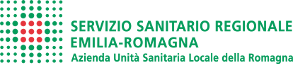 SERVIZIO SANITARIO REGIONALE
EMILIA-ROMAGNA
Azienda Unità Sanitaria Locale della Romagna